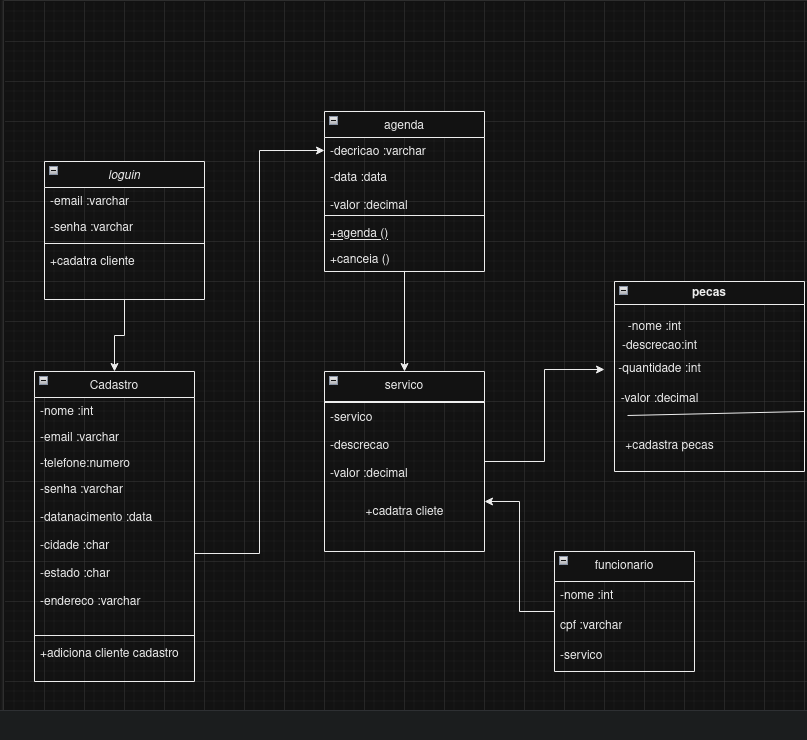 loguin
-email :varchar
-senha :varchar
+cadatra cliente
Cadastro
-nome :int
-email :varchar
-telefone:numero
-senha :varchar
-datanacimento :data
-cidade :char
-estado :char
-endereco :varchar
+adiciona cliente cadastro
agenda
-decricao :varchar
-data :data
-valor :decimal
+agenda ()
+canceia ()
servico
-servico
-descrecao
-valor :decimal
+cadatra cliete
pecas
-nome :int
-descrecao:int
-quantidade :int
-valor :decimal
+cadastra pecas
funcionario
-nome :int
cpf :varchar
-servico